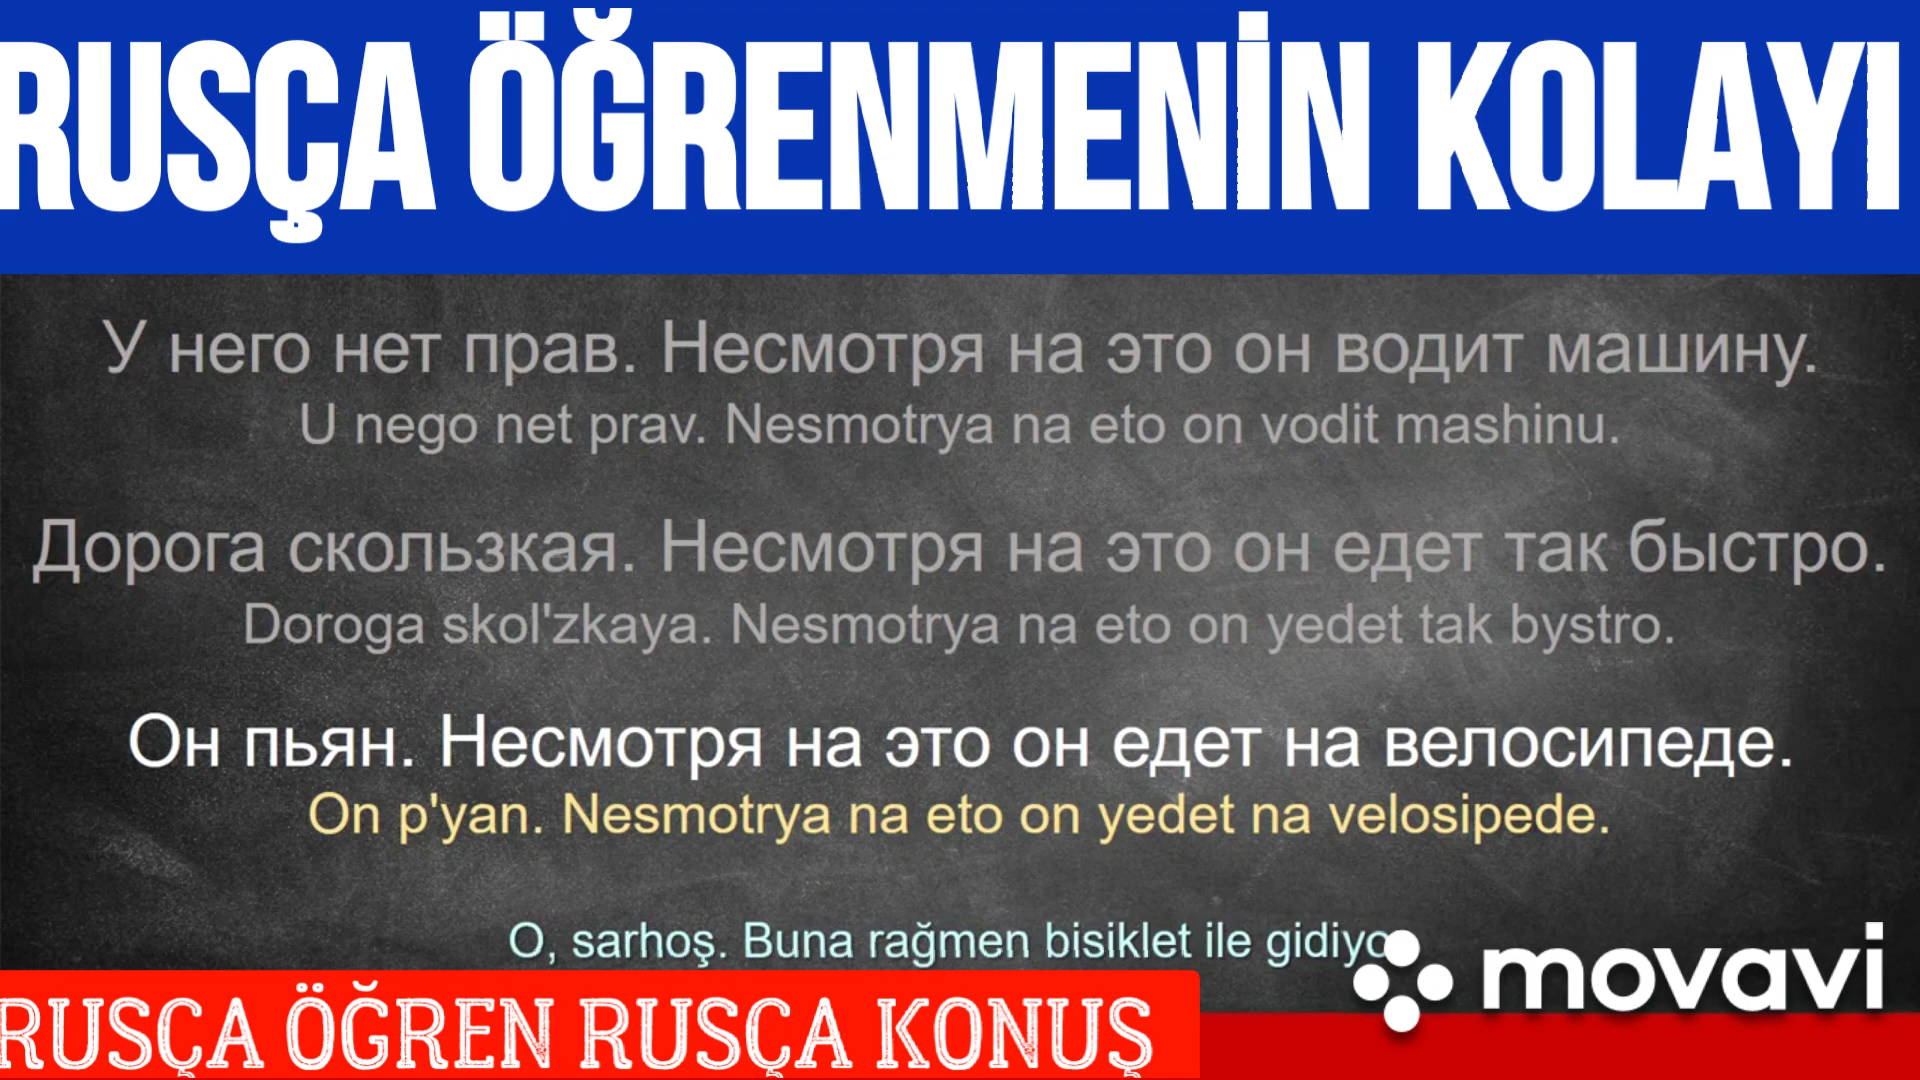 RUSÇA ÖĞRENMENİN KOLAYI
У него нет прав. Несмотря на это он водит машину.
U nego net prav. Nesmotrya na eto on vodit mashinu.
Дорога скользкая. Несмотря на это он едет так быстро.
Doroga skol'zkaya. Nesmotrya na eto on yedet tak bystro.
Он пьян. Несмотря на это он едет на велосипеде.
On p'yan. Nesmotrya na eto on yedet na velosipede.
O, sarhoş. Buna rağmen bisiklet ile gidiyo
movavi
RUSÇA ÖĞREN RUSÇA KONUŞ